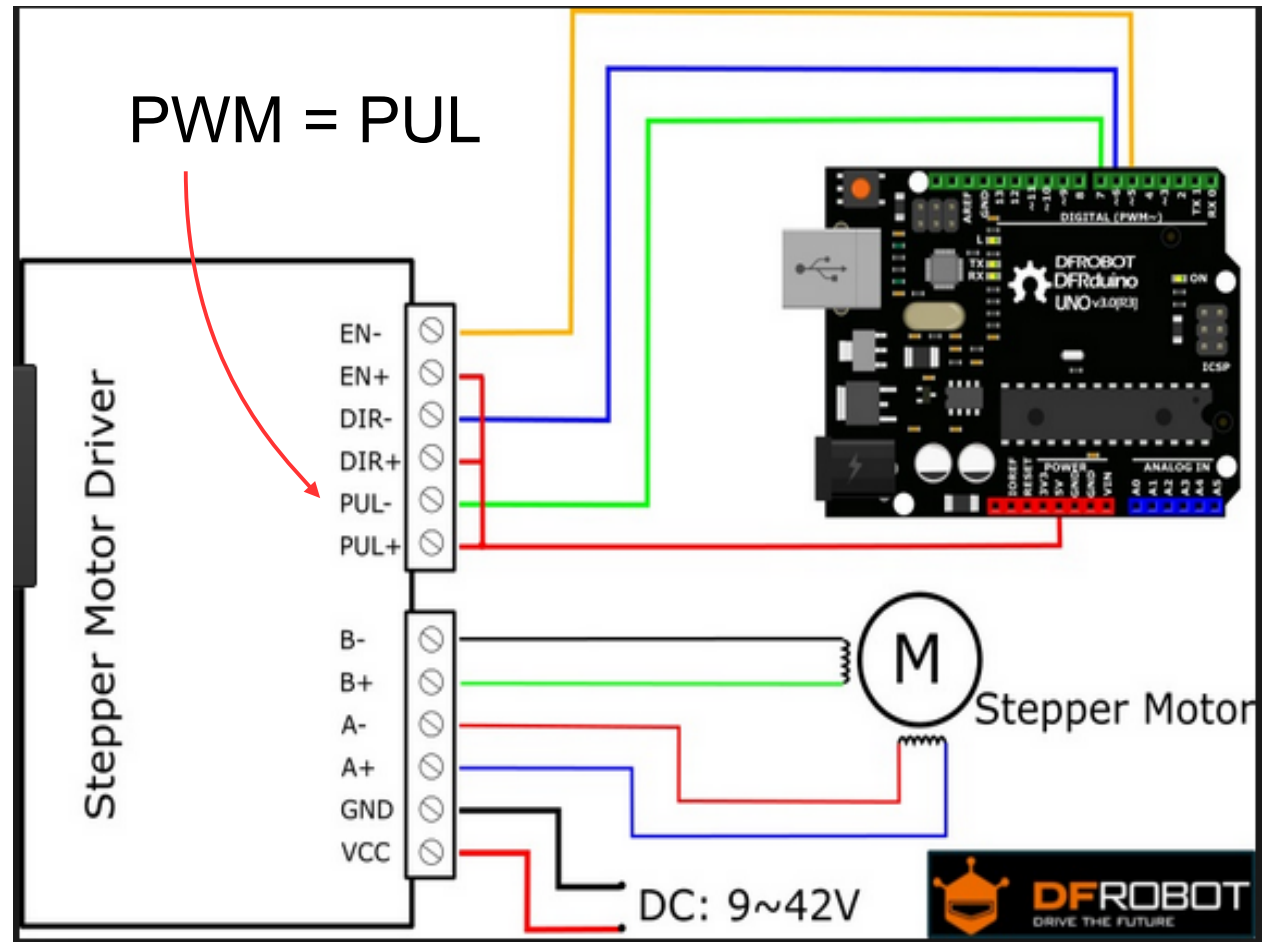 PWM = PUL
Stepper Motor Driver
EN-
EN+
DIR-
DIR+
PUL-
PUL+
B-
B+
A-
A+
GND
VCC
AREF
GND
13
12
~11
~10
~9
8
7
~6
~5
4
~3
2
TX 1
RX 0
DIGITAL (PWM~)
L
TX
RX
DFROBOT
DFRduino
UNO v3.0[R3]
ON
ICSP
POWER
ANALOG IN
IOREF
RESET
3V3
5V
GND
GND
VIN
A0
A1
A2
A3
A4
A5
M
Stepper Motor
DC: 9~42V
DFROBOT
DRIVE THE FUTURE